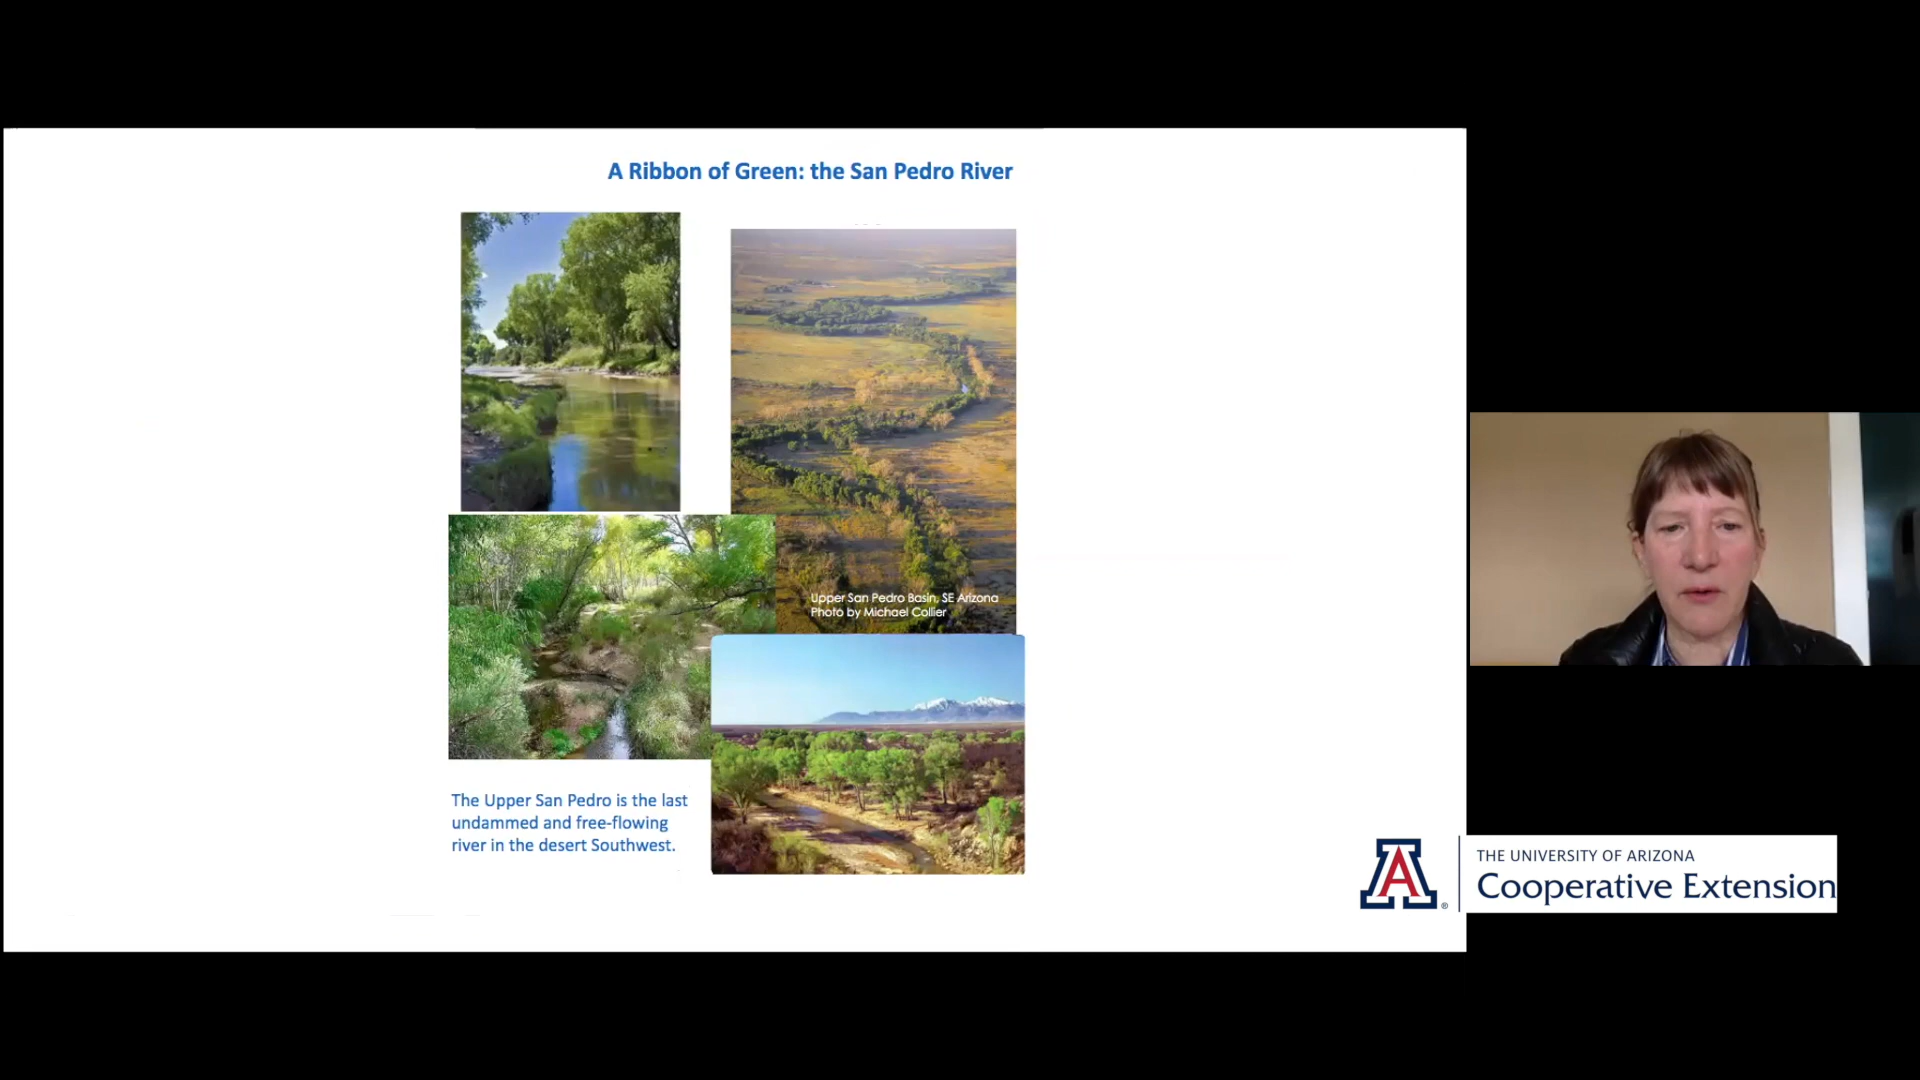 A Ribbon of Green: the San Pedro River
Upper San Pedro Basin, SE Arizona
Photo by Michael Collier
The Upper San Pedro is the last
undammed and free-flowing
river in the desert Southwest.
A®
THE UNIVERSITY OF ARIZONA
Cooperative Extension